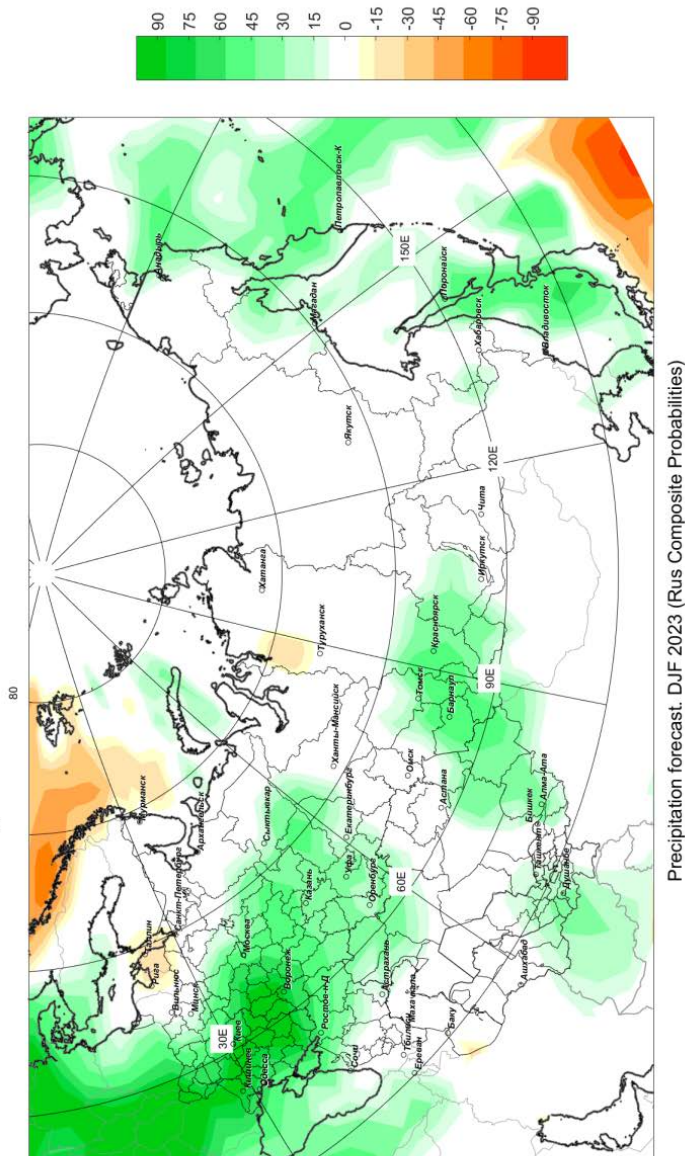 90
75
60
45
30
15
0
-15
-30
-45
-60
-75
-90
80
Анадырь
Петропавловск-К
Магадан
150E
Поронайск
Хабаровск
Владивосток
Якутск
120E
Чита
Иркутск
Хатанга
Туруханск
Красноярск
Томск
Барнаул
90E
Ханты-Мансийск
Омск
Астана
Алма-Ата
Бишкек
Ташкент
Душанбе
Мурманск
Архангельск
Сыктывкар
Екатеринбург
Уфа
Оренбург
60E
Казань
Санкт-Петербург
Таллин
Рига
Вильнюс
Минск
Москва
Воронеж
Киев
30E
Кишинев
Одесса
Ростов-н-Д
Астрахань
Сочи
Махачкала
Тбилиси
Ереван
Баку
Ашхабад
Precipitation forecast. DJF 2023 (Rus Composite Probabilities)